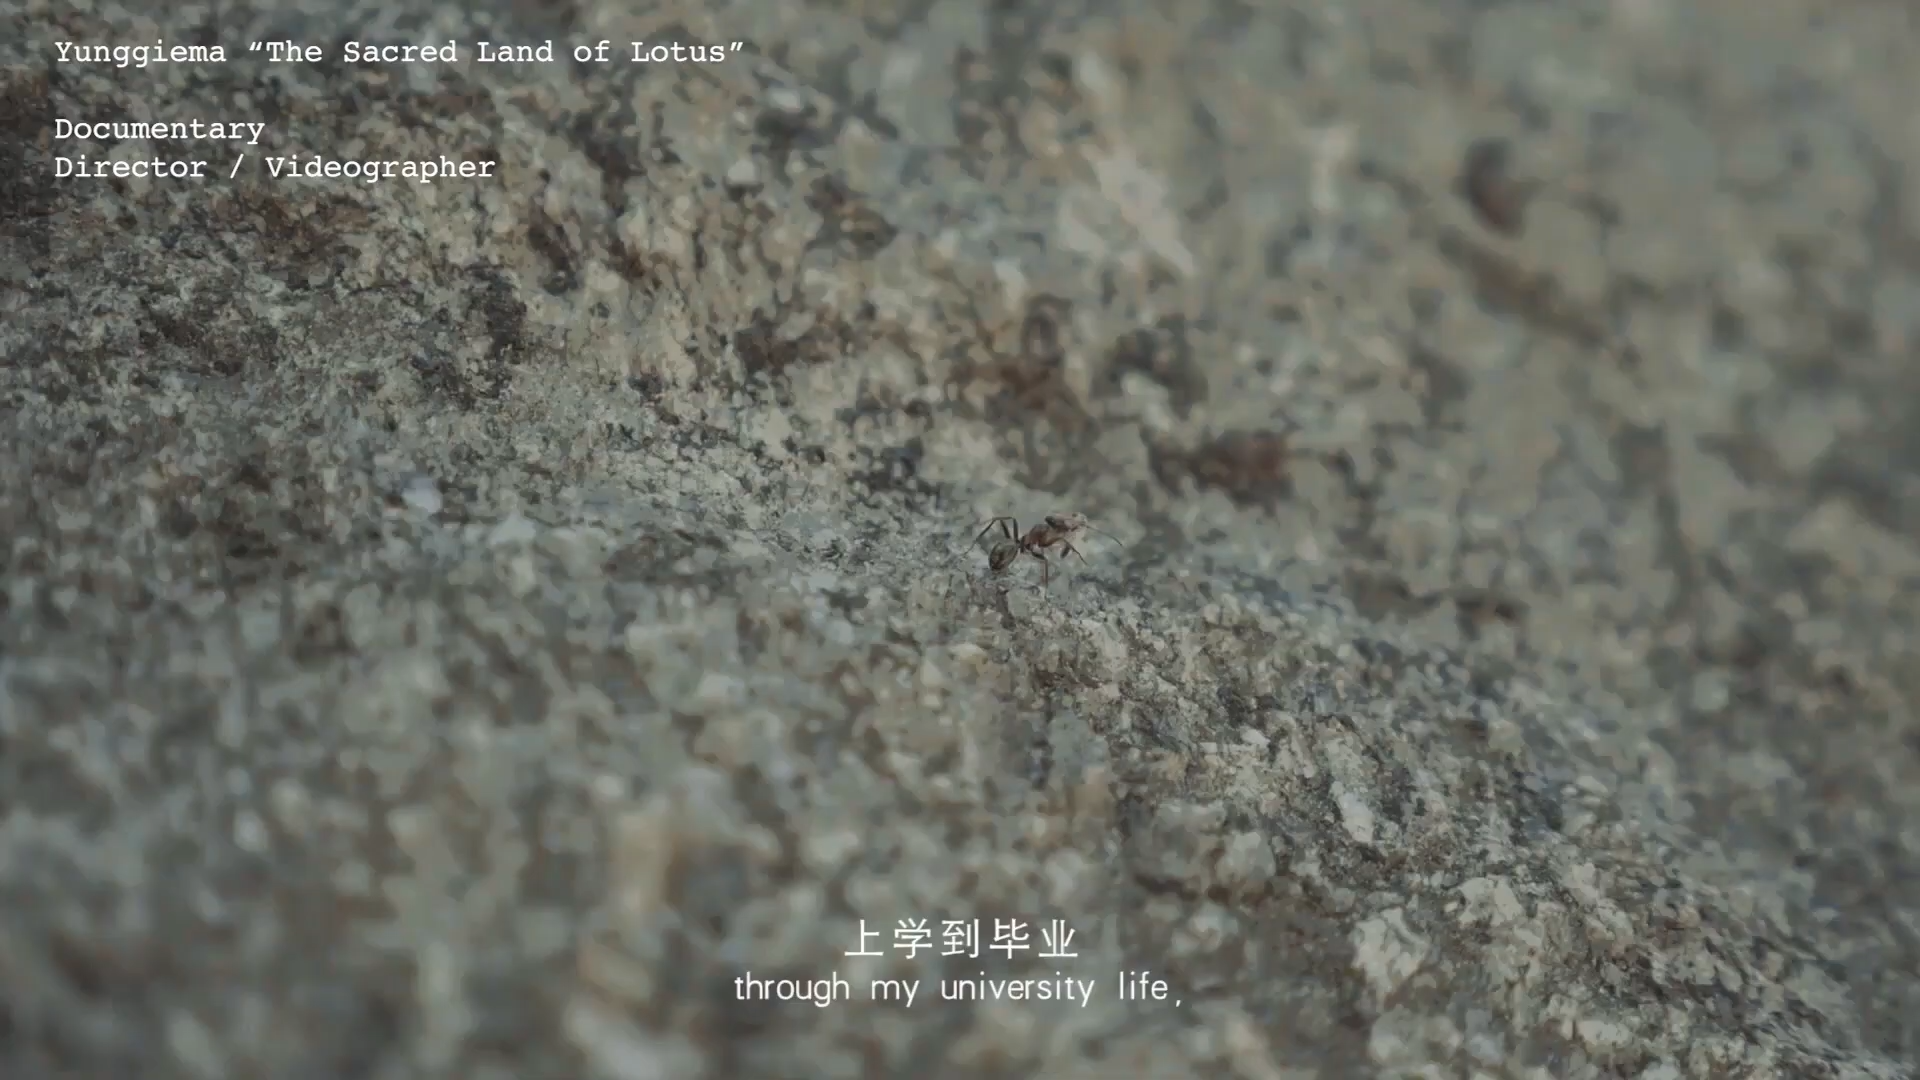 Yunggiema “The Sacred Land of Lotus”
Documentary
Director / Videographer
上学到毕业
through my university life,